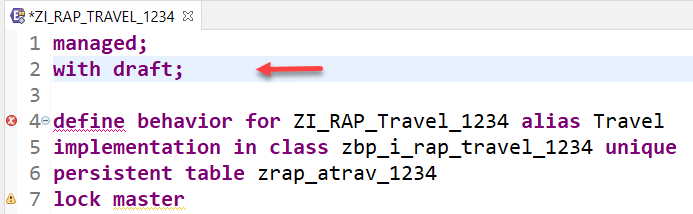 *ZI_RAP_TRAVEL_1234
1 managed;
2 with draft;
3
4 define behavior for ZI_RAP_Travel_1234 alias Travel
5 implementation in class zbp_i_rap_travel_1234 unique
6 persistent table zrap_atrav_1234
7 lock master